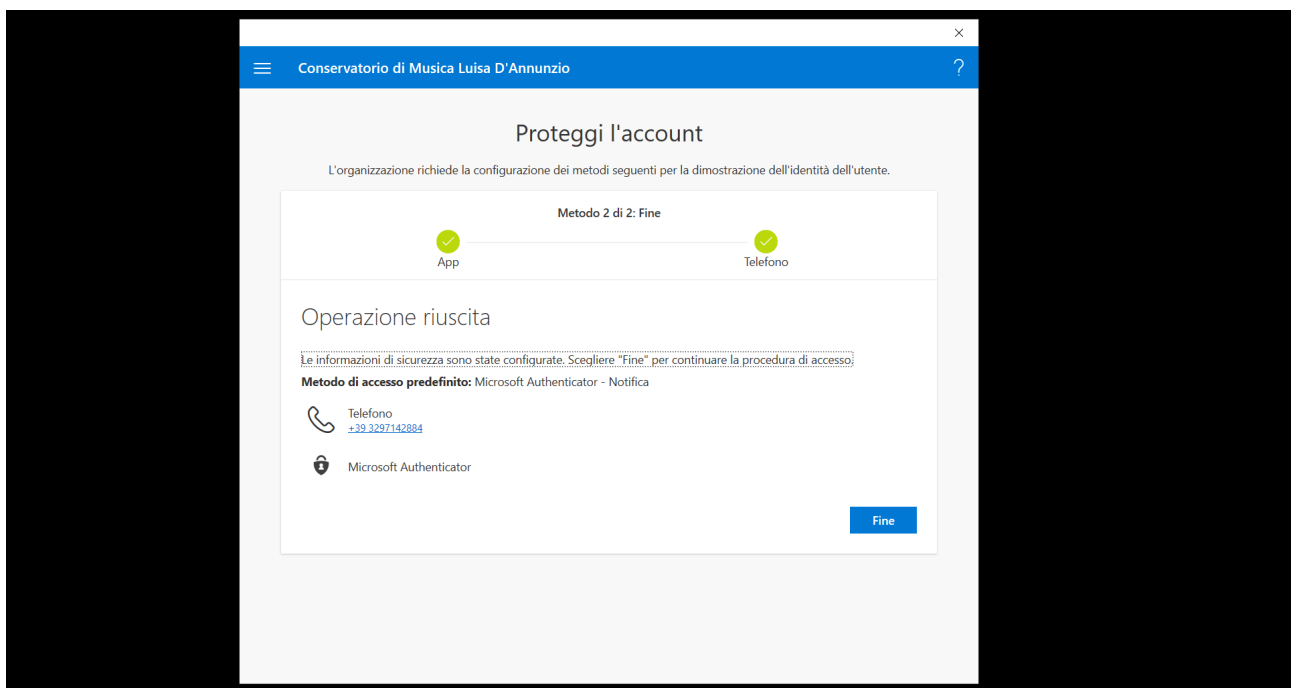 Conservatorio di Musica Luisa D'Annunzio
Proteggi l'account
L'organizzazione richiede la configurazione dei metodi seguenti per la dimostrazione dell'identità dell'utente.
Metodo 2 di 2: Fine
App
Telefono
Operazione riuscita
Le informazioni di sicurezza sono state configurate. Scegliere "Fine" per continuare la procedura di accesso.
Metodo di accesso predefinito: Microsoft Authenticator - Notifica
Telefono
+39 3297142884
Microsoft Authenticator
Fine